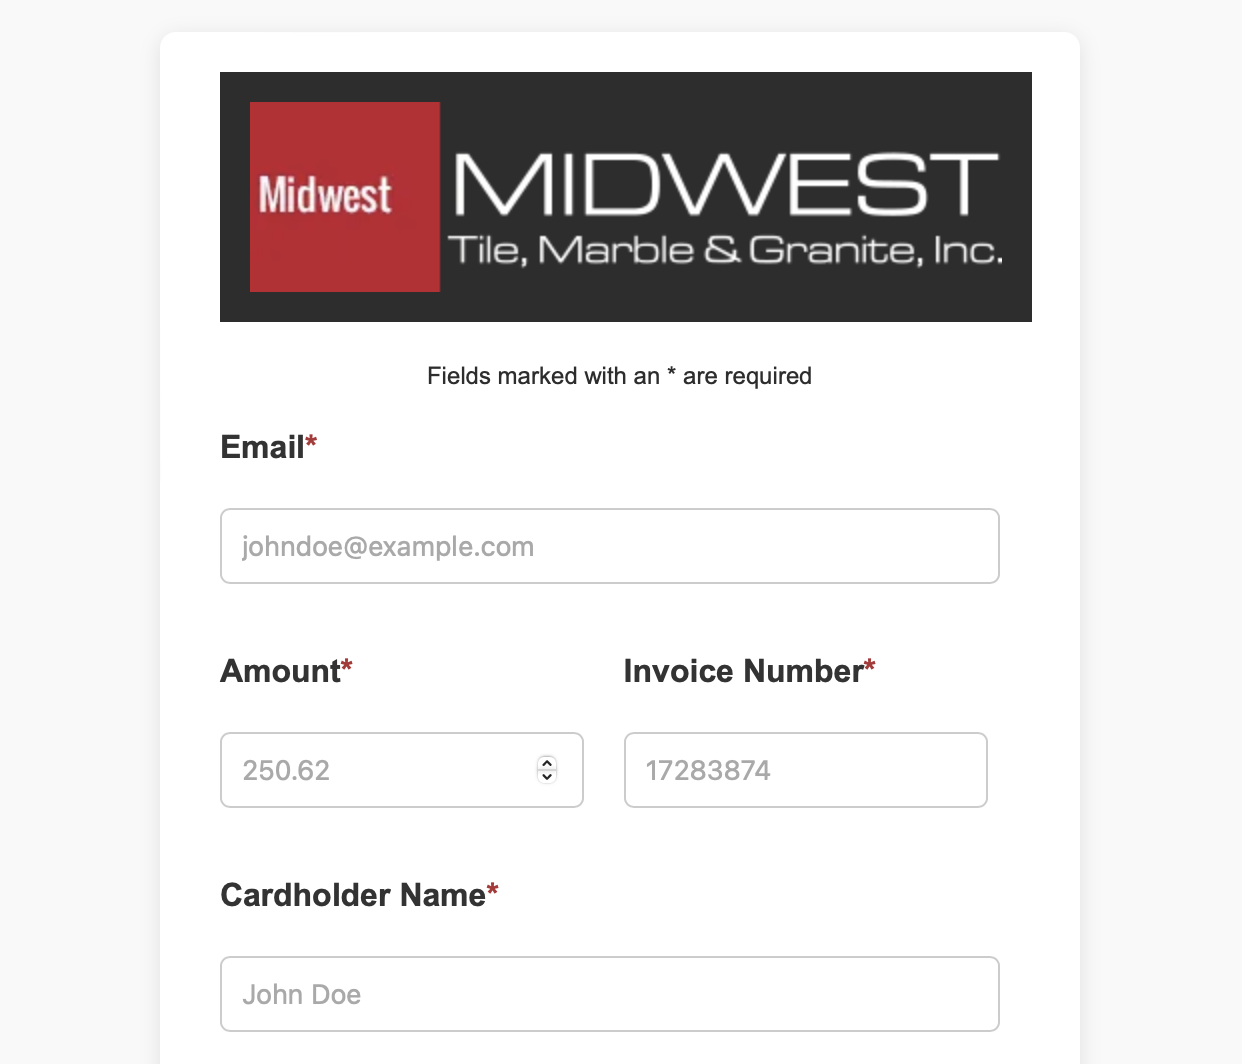 Midwest
MIDWEST
Tile, Marble & Granite, Inc.
Fields marked with an * are required
Email*
johndoe@example.com
Amount* Invoice Number*
250.62 17283874
Cardholder Name*
John Doe